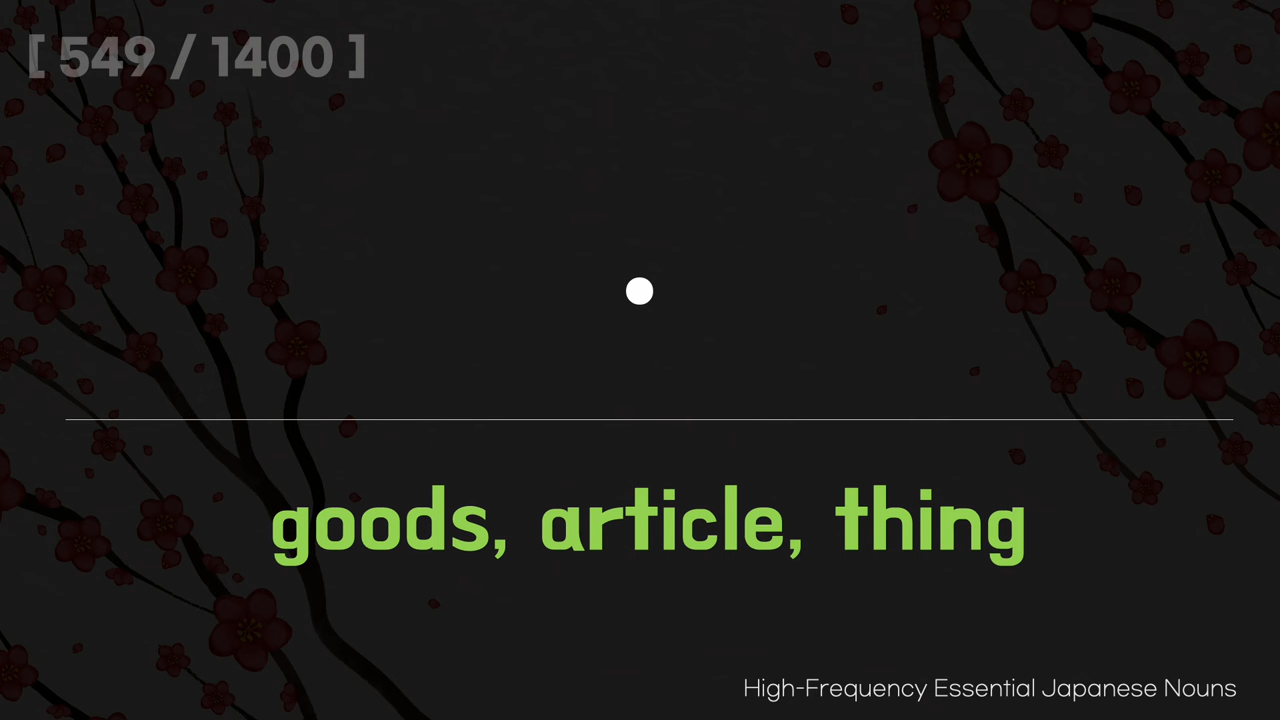 [ 549 / 1400 ]
goods, article, thing
High-Frequency Essential Japanese Nouns